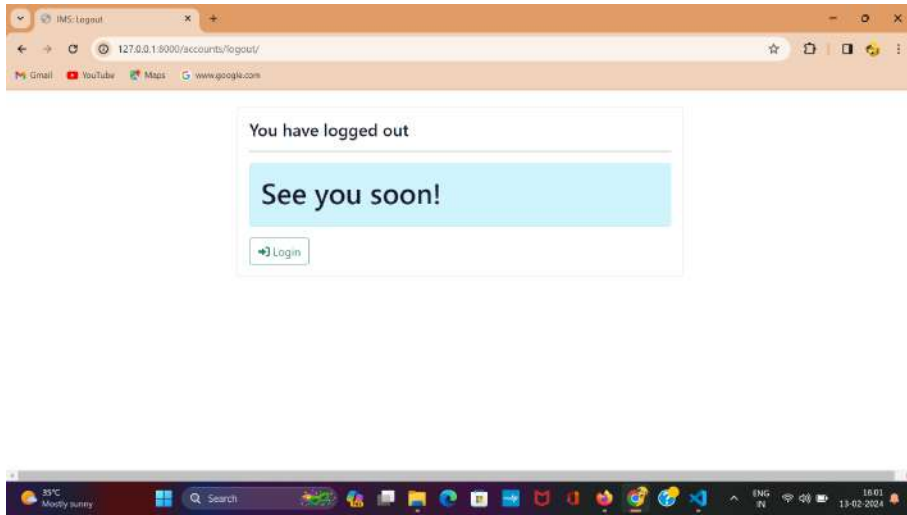 IMS: Logout
127.0.0.1:8000/accounts/logout/
Gmail YouTube Maps www.google.com
You have logged out
See you soon!
Login
35°C
Mostly sunny
Search
ENG
IN
16:01
13-02-2024